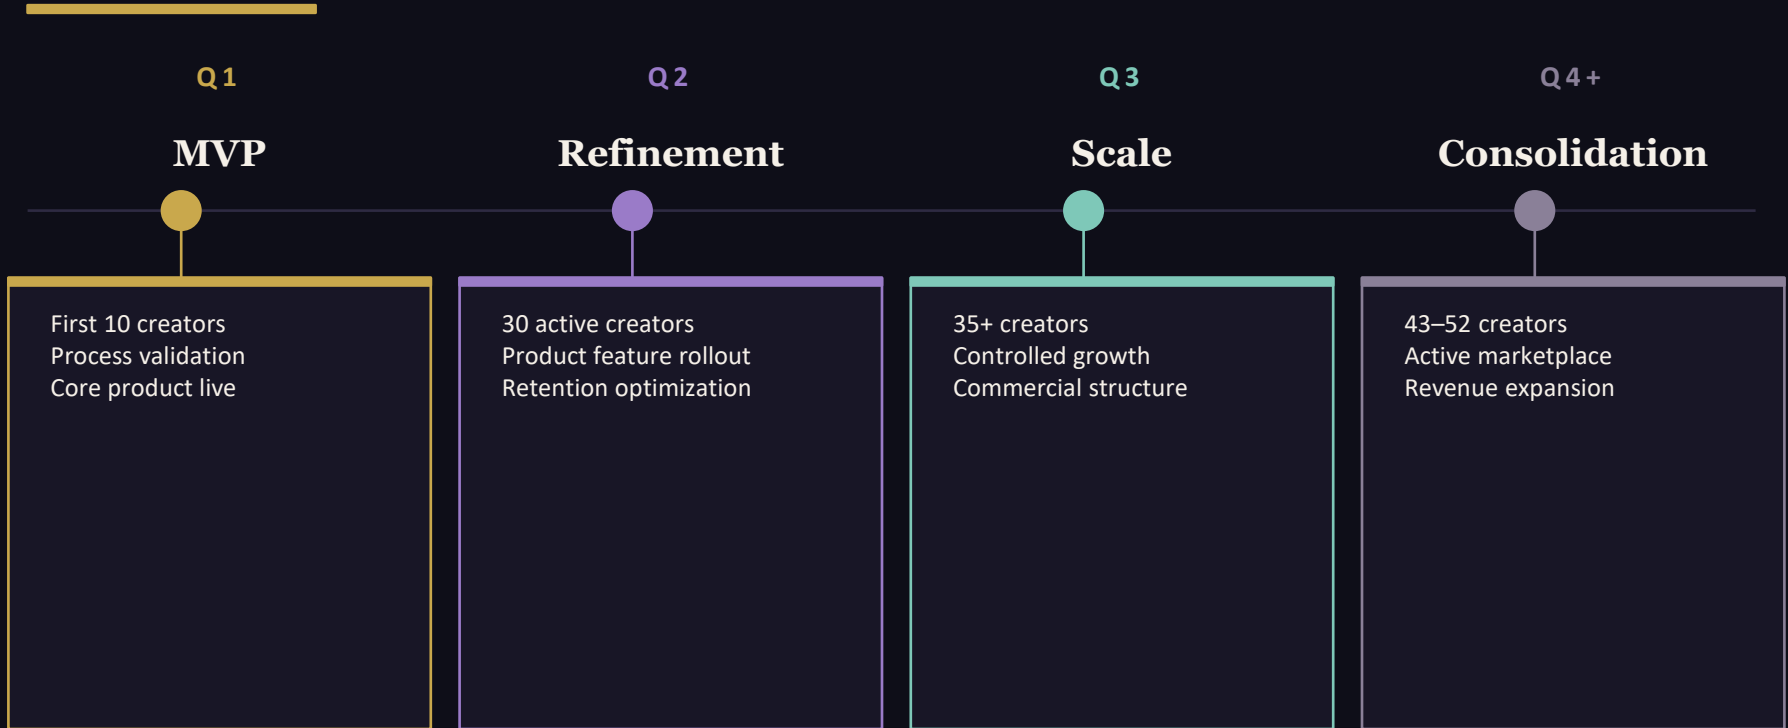 Q1
MVP
First 10 creators
Process validation
Core product live
Q2
Refinement
30 active creators
Product feature rollout
Retention optimization
Q3
Scale
35+ creators
Controlled growth
Commercial structure
Q4+
Consolidation
43–52 creators
Active marketplace
Revenue expansion